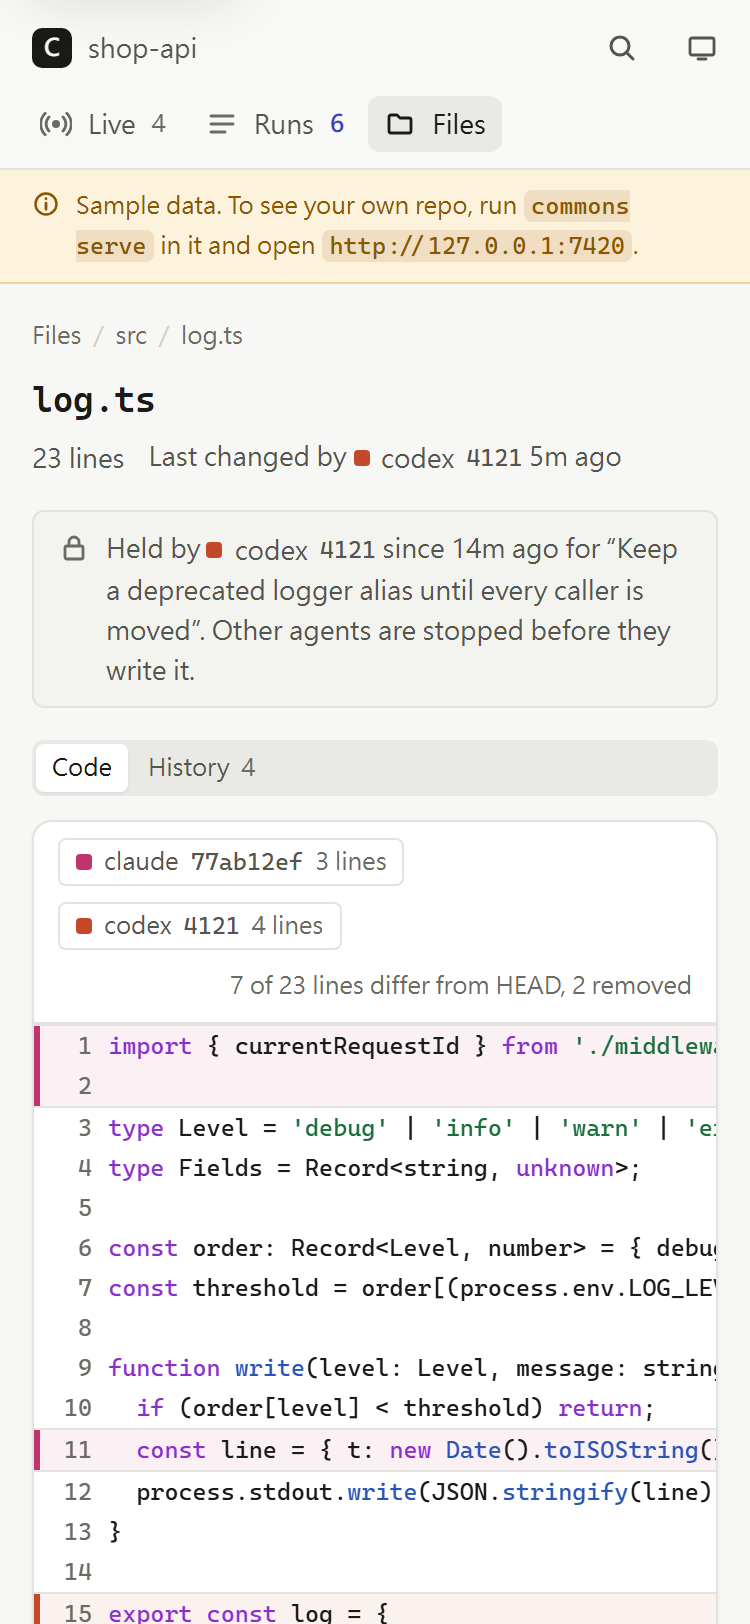 C shop-api
Live 4 Runs 6 Files
Sample data. To see your own repo, run commons
serve in it and open http://127.0.0.1:7420.
Files / src / log.ts
log.ts
23 lines Last changed by codex 4121 5m ago
Held by codex 4121 since 14m ago for “Keep
a deprecated logger alias until every caller is
moved”. Other agents are stopped before they
write it.
Code History 4
claude 77ab12ef 3 lines
codex 4121 4 lines
7 of 23 lines differ from HEAD, 2 removed
1 import { currentRequestId } from './middlew
2
3 type Level = 'debug' | 'info' | 'warn' | 'e
4 type Fields = Record<string, unknown>;
5
6 const order: Record<Level, number> = { debu
7 const threshold = order[(process.env.LOG_LE
8
9 function write(level: Level, message: string
10 if (order[level] < threshold) return;
11 const line = { t: new Date().toISOString(
12 process.stdout.write(JSON.stringify(line)
13 }
14
15 export const log = {